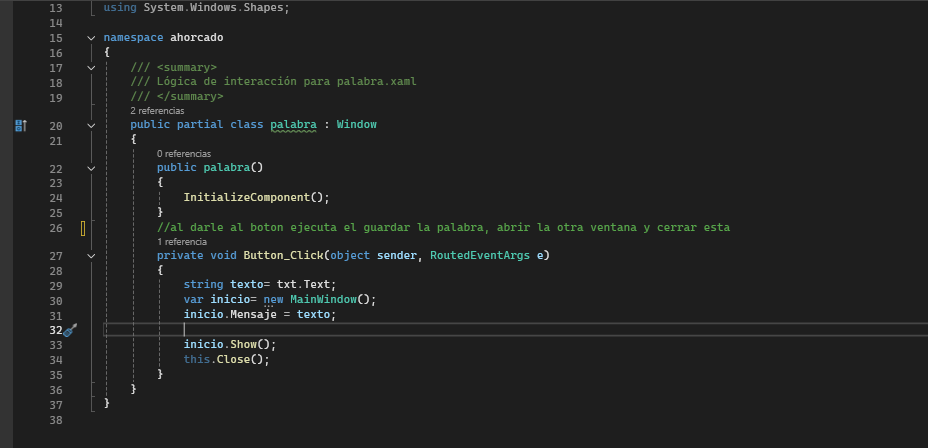 13 using System.Windows.Shapes;
14
15 namespace ahorcado
16 {
17 /// <summary>
18 /// Lógica de interacción para palabra.xaml
19 /// </summary>
2 referencias
20 public partial class palabra : Window
21 {
0 referencias
22 public palabra()
23 {
24 InitializeComponent();
25 }
26 //al darle al boton ejecuta el guardar la palabra, abrir la otra ventana y cerrar esta
1 referencia
27 private void Button_Click(object sender, RoutedEventArgs e)
28 {
29 string texto= txt.Text;
30 var inicio= new MainWindow();
31 inicio.Mensaje = texto;
32
33 inicio.Show();
34 this.Close();
35 }
36 }
37 }
38